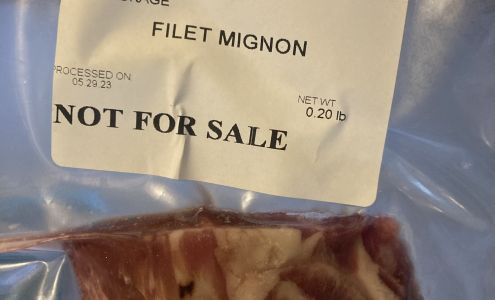 FILET MIGNON
PROCESSED ON
05.29.23
NET WT
0.20 lb
NOT FOR SALE